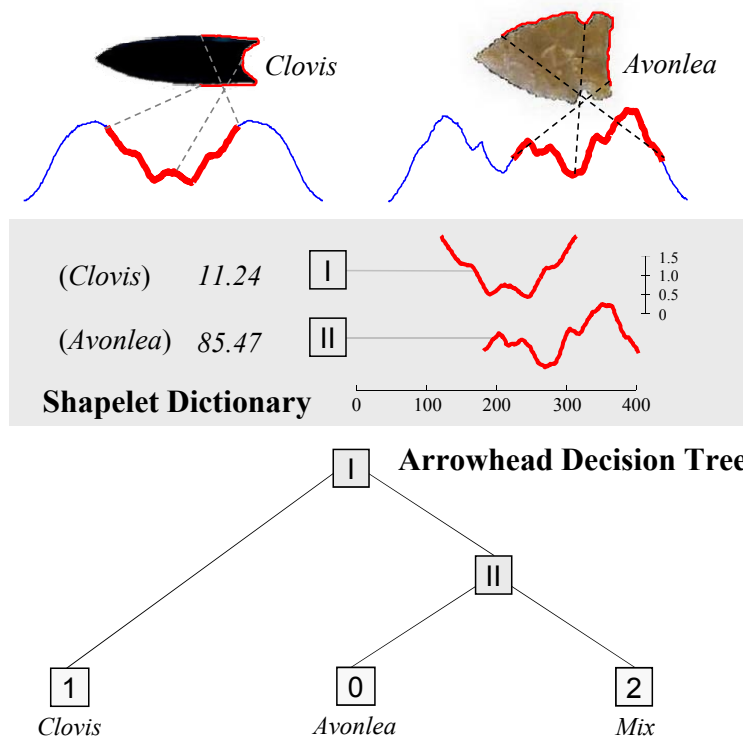 Clovis
Avonlea
(Clovis) 11.24 I
(Avonlea) 85.47 II
1.5
1.0
0.5
0
Shapelet Dictionary
0 100 200 300 400
Arrowhead Decision Tree
I
II
1 0 2
Clovis Avonlea Mix